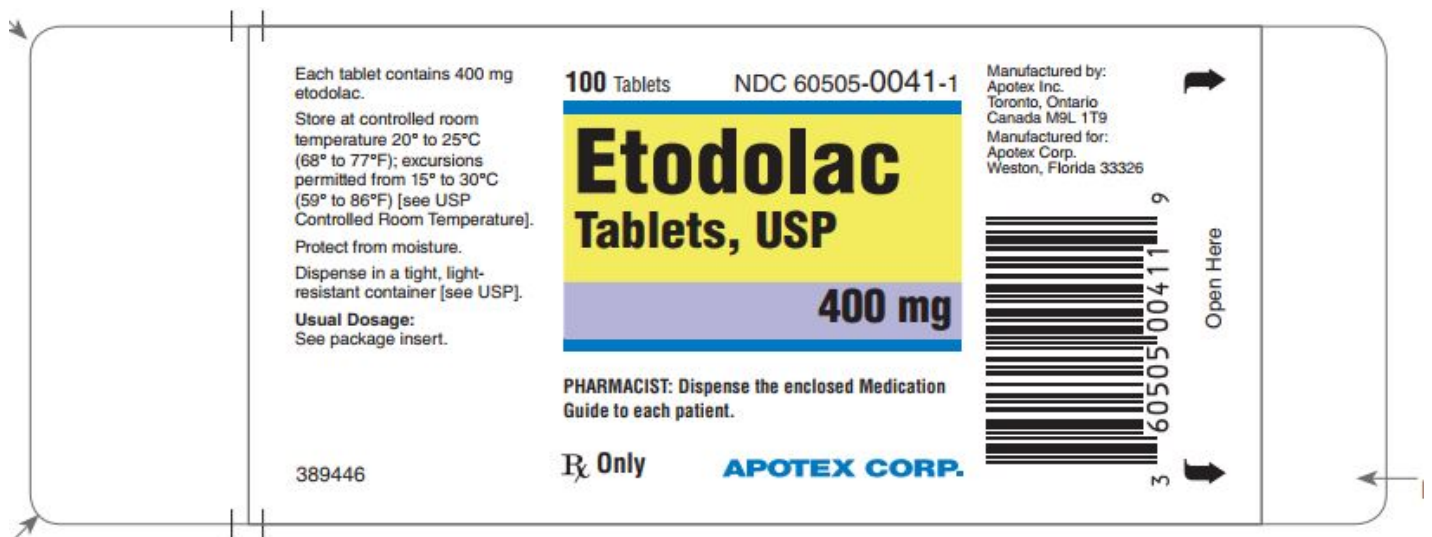 Each tablet contains 400 mg
etodolac.
Store at controlled room
temperature 20° to 25°C
(68° to 77°F); excursions
permitted from 15° to 30°C
(59° to 86°F) [see USP
Controlled Room Temperature].
Protect from moisture.
Dispense in a tight, light-
resistant container [see USP].
Usual Dosage:
See package insert.
389446
100 Tablets NDC 60505-0041-1
Etodolac
Tablets, USP
400 mg
PHARMACIST: Dispense the enclosed Medication
Guide to each patient.
Rx Only
APOTEX CORP.
Manufactured by:
Apotex Inc.
Toronto, Ontario
Canada M9L 1T9
Manufactured for:
Apotex Corp.
Weston, Florida 33326
3 60505 00411 9
Open Here